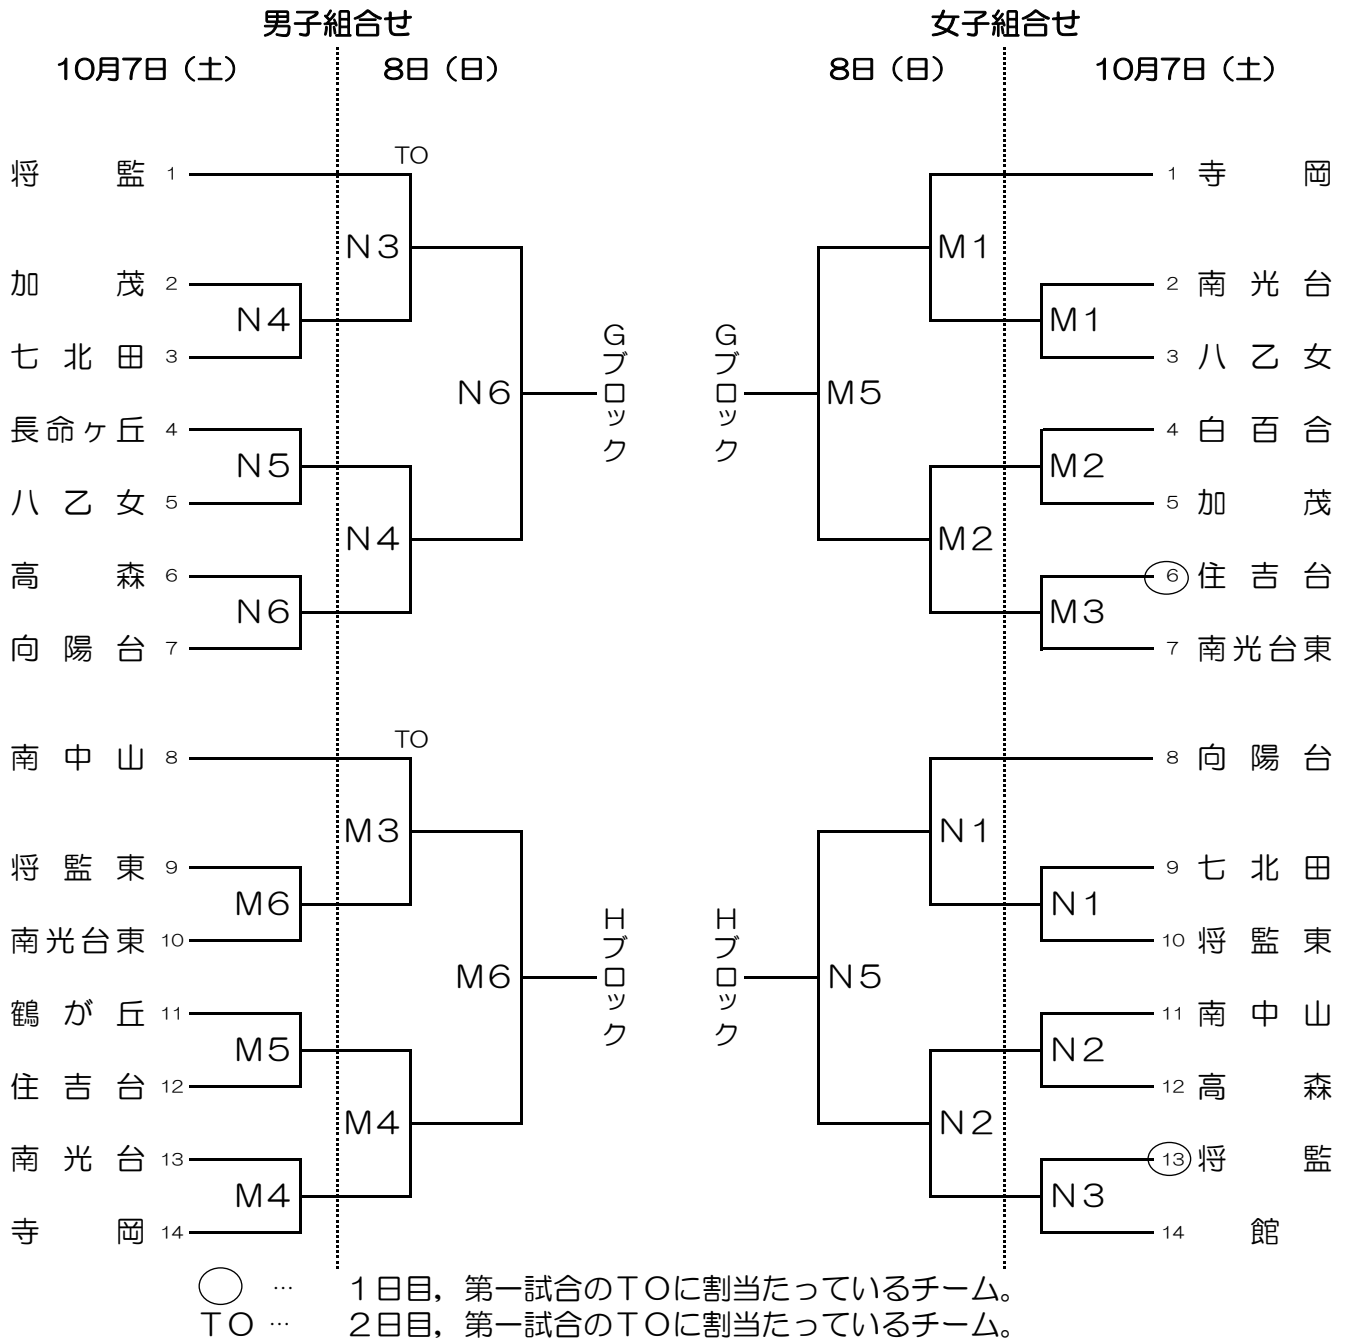 男子組合せ 女子組合せ
10月7日（土） 8日（日） 8日（日） 10月7日（土）
TO
将監 1 1 寺岡
N3 M1
加茂 2 2 南光台
N4 M1
七北田 3 3 八乙女
N6 Gブロック Gブロック M5
長命ヶ丘 4 4 白百合
N5 M2
八乙女 5 5 加茂
N4 M2
高森 6 6 住吉台
N6 M3
向陽台 7 7 南光台東
TO
南中山 8 8 向陽台
M3 N1
将監東 9 9 七北田
M6 N1
南光台東 10 10 将監東
M6 Hブロック Hブロック N5
鶴が丘 11 11 南中山
M5 N2
住吉台 12 12 高森
M4 N2
南光台 13 13 将監
M4 N3
寺岡 14 14 館
… １日目，第一試合のＴＯに割当たっているチーム。
ＴＯ … ２日目，第一試合のＴＯに割当たっているチーム。